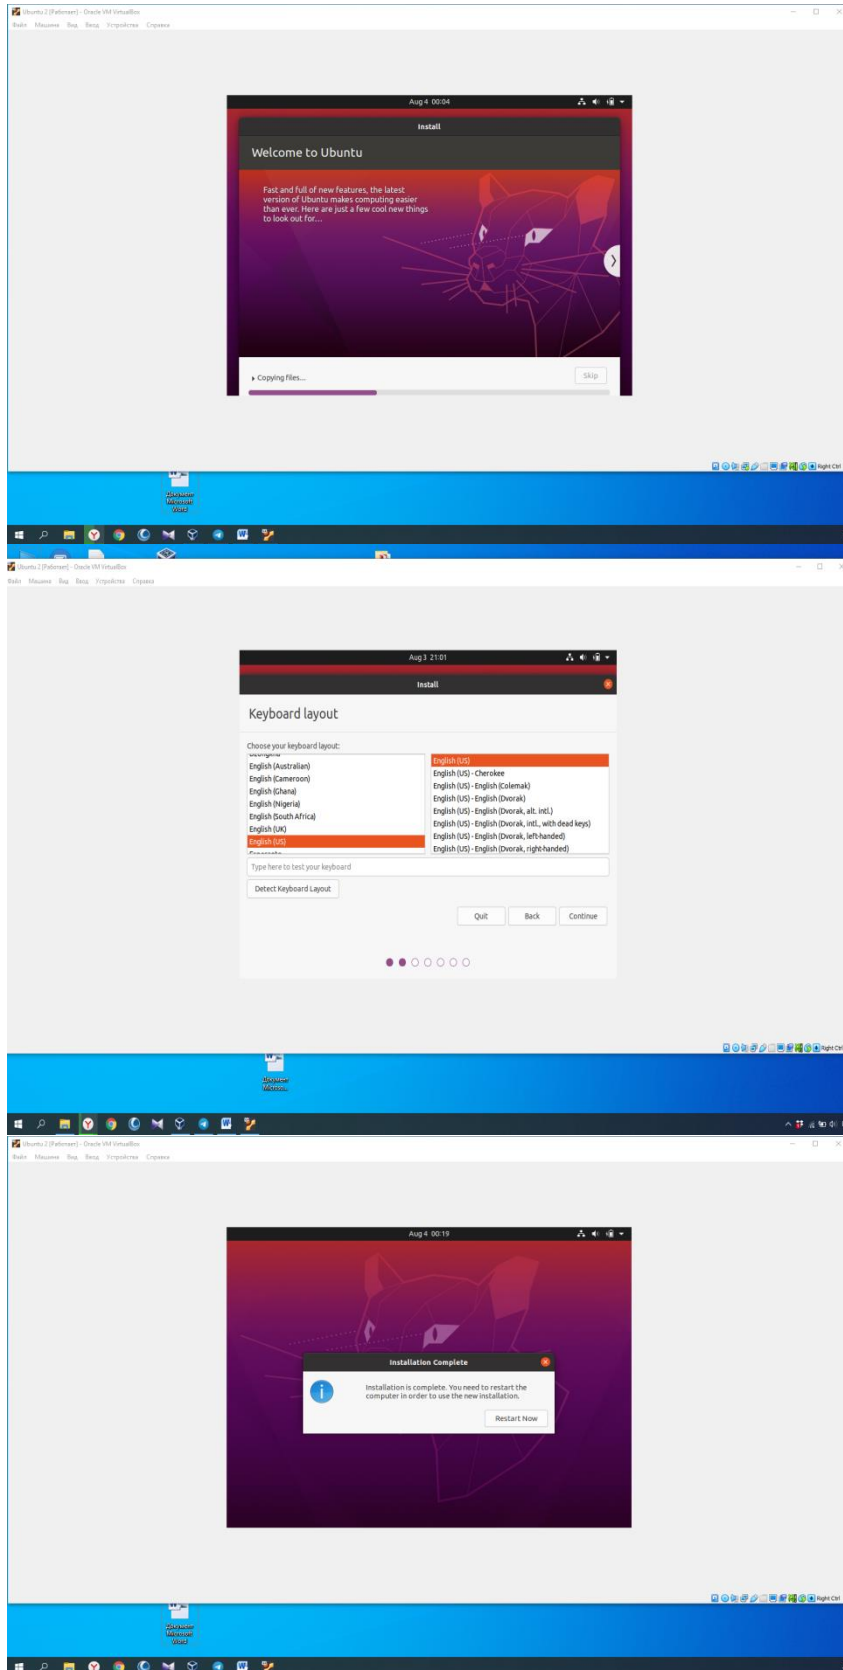 Ubuntu 2 [Работает] - Oracle VM VirtualBox
Файл Машина Вид Ввод Устройства Справка
Aug 4 00:04
Install
Welcome to Ubuntu
Fast and full of new features, the latest
version of Ubuntu makes computing easier
than ever. Here are just a few cool new things
to look out for...
Copying files...
Skip
Right Ctrl
Документ
Microsoft
Word
Ubuntu 2 [Работает] - Oracle VM VirtualBox
Файл Машина Вид Ввод Устройства Справка
Aug 3 21:01
Install
Keyboard layout
Choose your keyboard layout:
English (Australian)
English (Cameroon)
English (Ghana)
English (Nigeria)
English (South Africa)
English (UK)
English (US)
English (US)
English (US) - Cherokee
English (US) - English (Colemak)
English (US) - English (Dvorak)
English (US) - English (Dvorak, alt. intl.)
English (US) - English (Dvorak, intl., with dead keys)
English (US) - English (Dvorak, left-handed)
English (US) - English (Dvorak, right-handed)
Type here to test your keyboard
Detect Keyboard Layout
Quit Back Continue
Right Ctrl
Документ
Microso...
Ubuntu 2 [Работает] - Oracle VM VirtualBox
Файл Машина Вид Ввод Устройства Справка
Aug 4 00:19
Installation Complete
Installation is complete. You need to restart the
computer in order to use the new installation.
Restart Now
Right Ctrl
Документ
Microsoft
Word